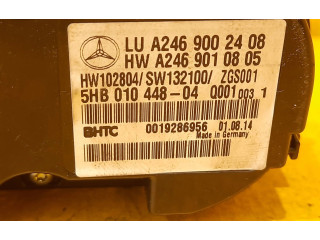 LU A246 900 24 08
HW A246 901 08 05
HW102804/SW132100/ZGS001
5HB 010 448-04 0001 003 1
BHTC 0019286956 01.08.14
Made in Germany